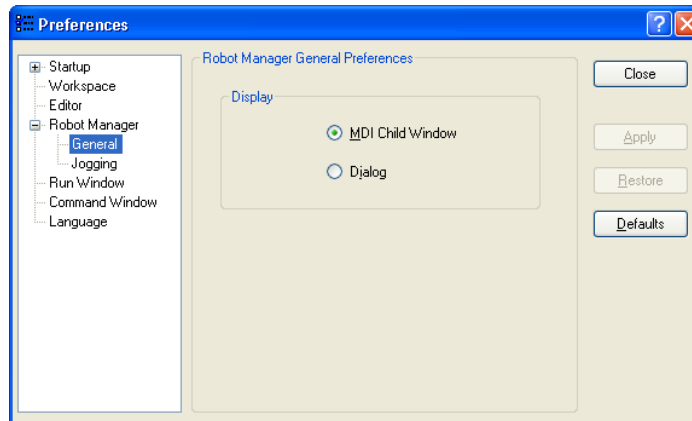 Preferences
Startup
Workspace
Editor
Robot Manager
General
Jogging
Run Window
Command Window
Language
Robot Manager General Preferences
Display
MDI Child Window
Dialog
Close
Apply
Restore
Defaults